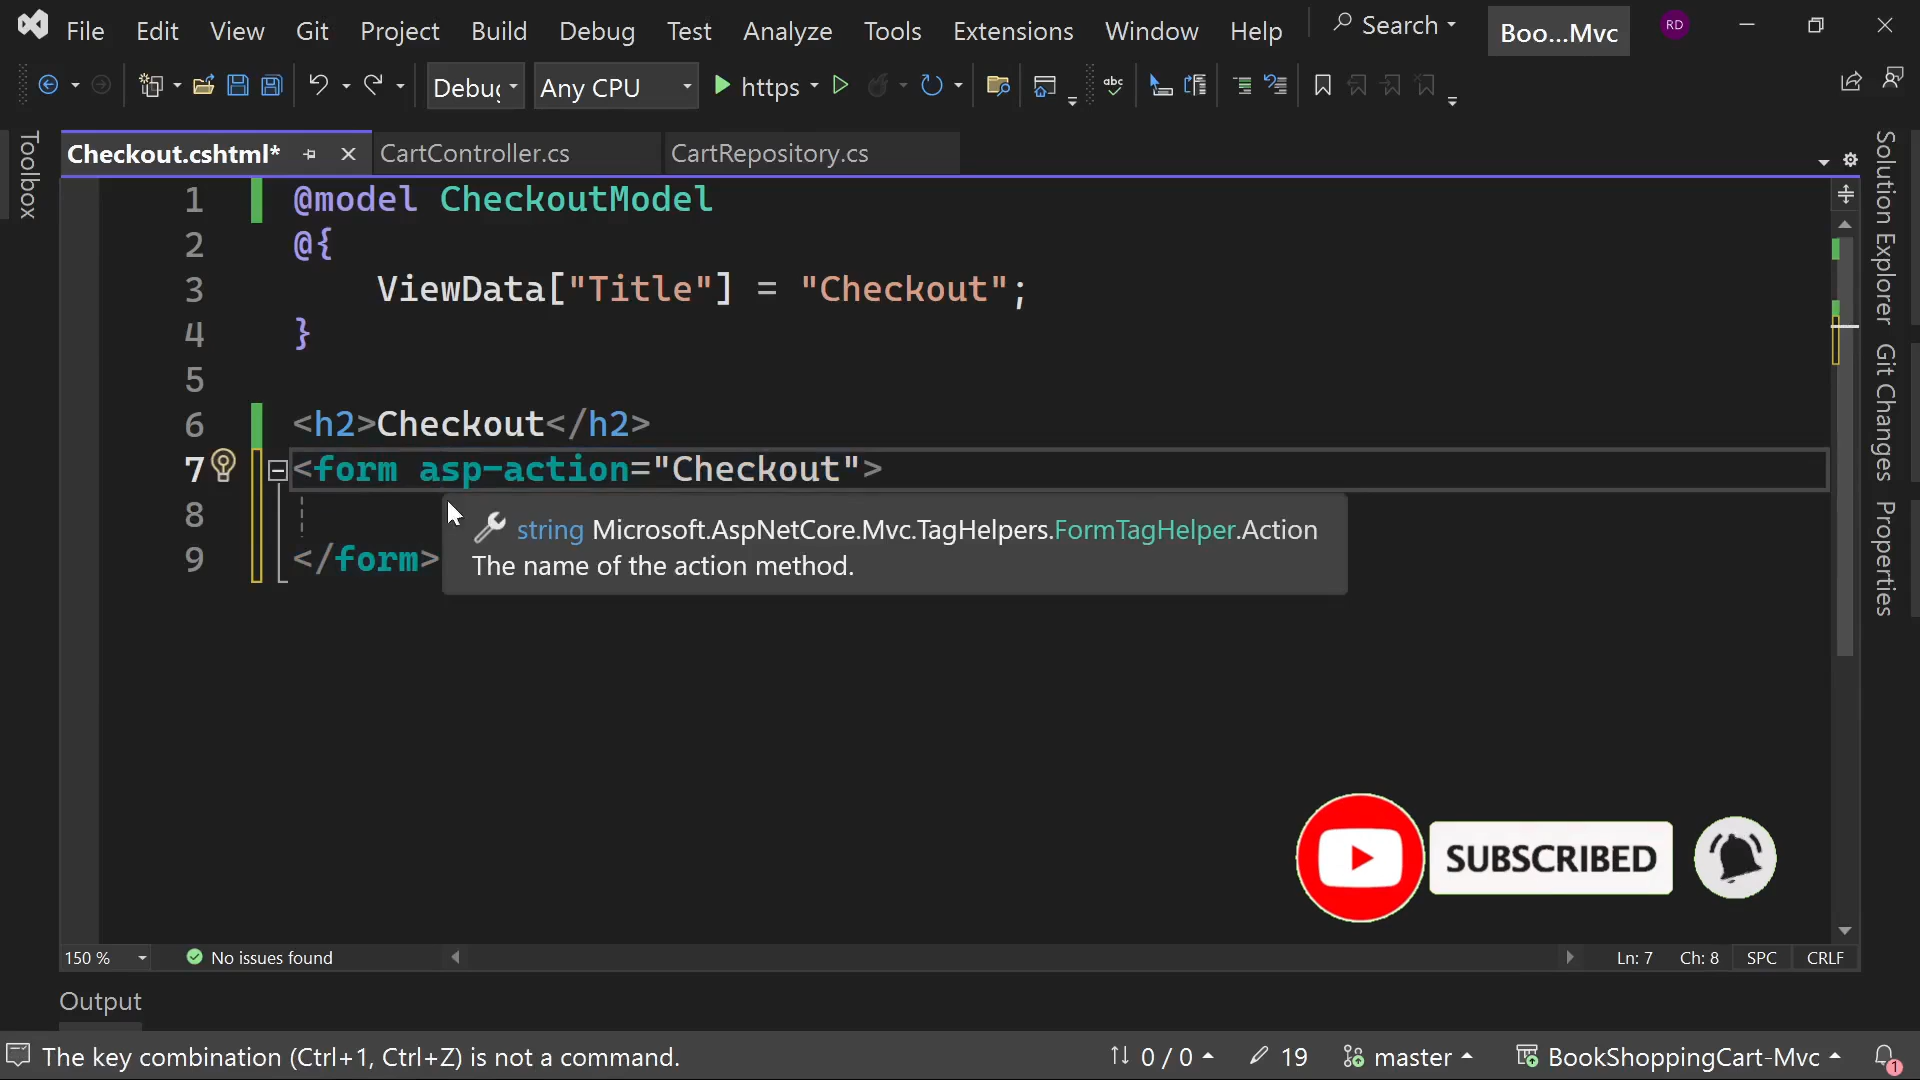 File Edit View Git Project Build Debug Test Analyze Tools Extensions Window Help Search Boo...Mvc RD
Debug Any CPU https abc
Toolbox
Checkout.cshtml* CartController.cs CartRepository.cs
1 @model CheckoutModel
2 @{
3 ViewData["Title"] = "Checkout";
4 }
5
6 <h2>Checkout</h2>
7 <form asp-action="Checkout">
8
9 </form>
string Microsoft.AspNetCore.Mvc.TagHelpers.FormTagHelper.Action
The name of the action method.
Solution Explorer
Git Changes
Properties
SUBSCRIBED
150 % No issues found Ln: 7 Ch: 8 SPC CRLF
Output
The key combination (Ctrl+1, Ctrl+Z) is not a command. 0 / 0 19 master BookShoppingCart-Mvc 1